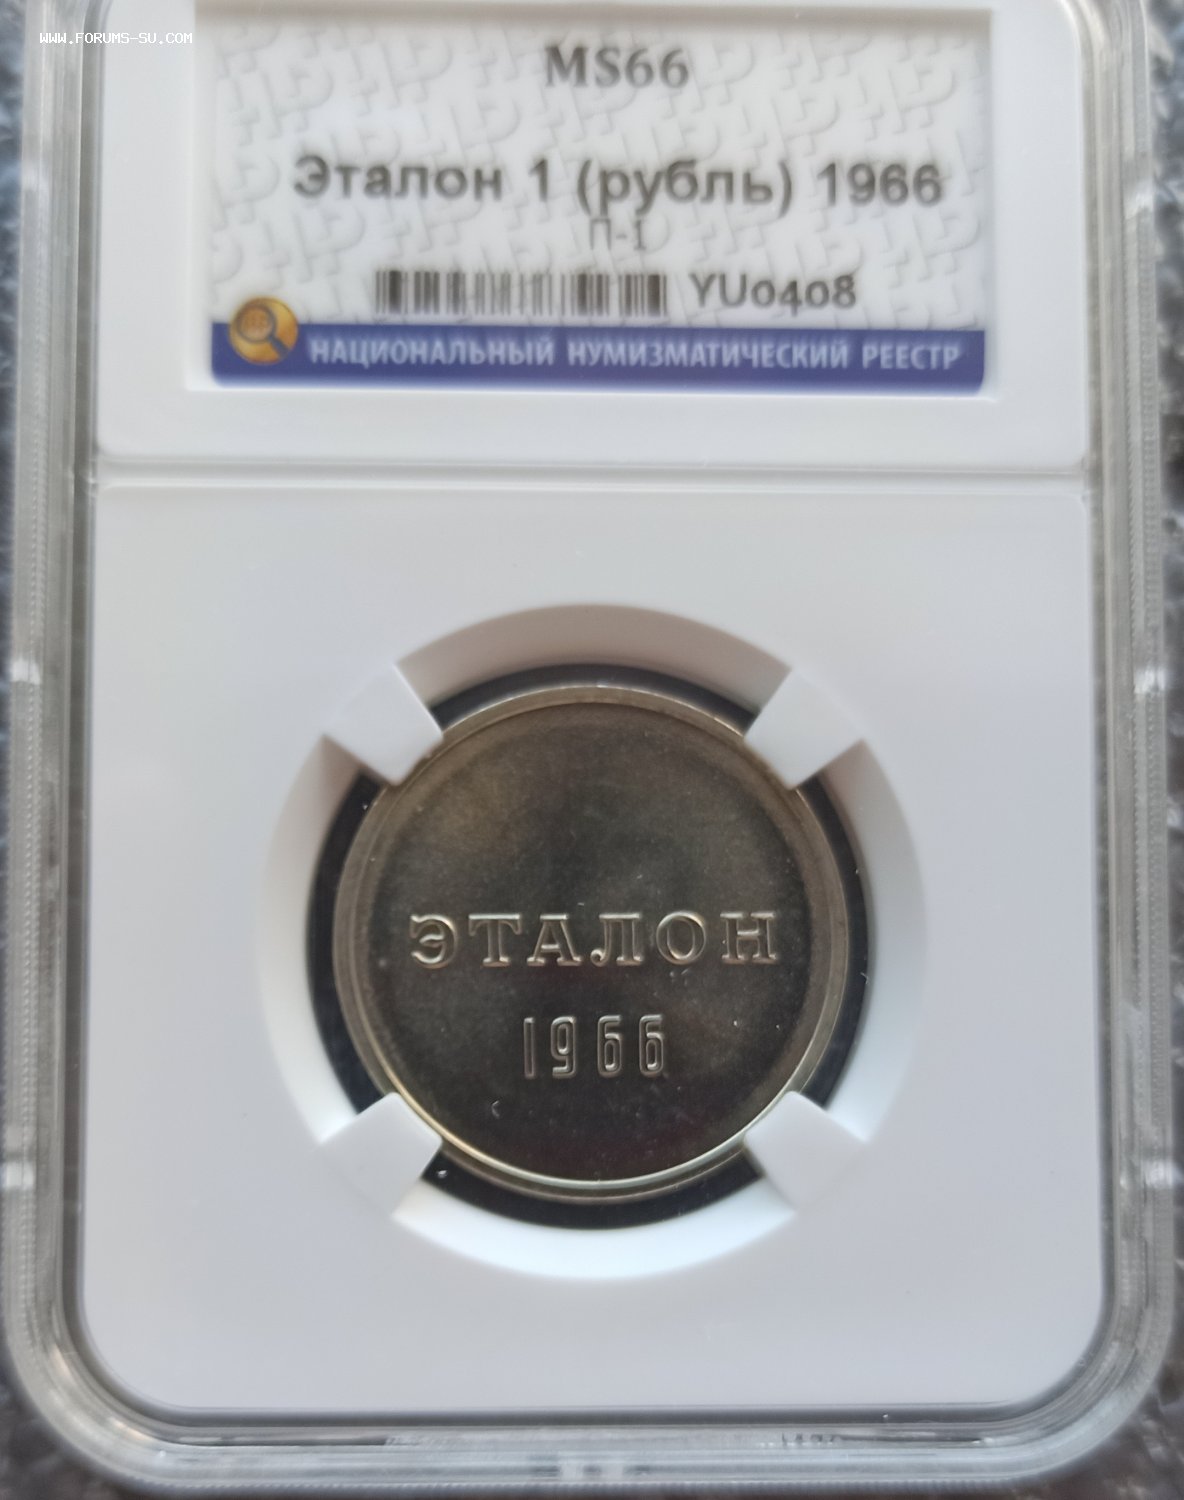 WWW.FORUMS-SU.COM
MS66
Эталон 1 (рубль) 1966
П-1
YU0408
НАЦИОНАЛЬНЫЙ НУМИЗМАТИЧЕСКИЙ РЕЕСТР
ЭТАЛОН
1966